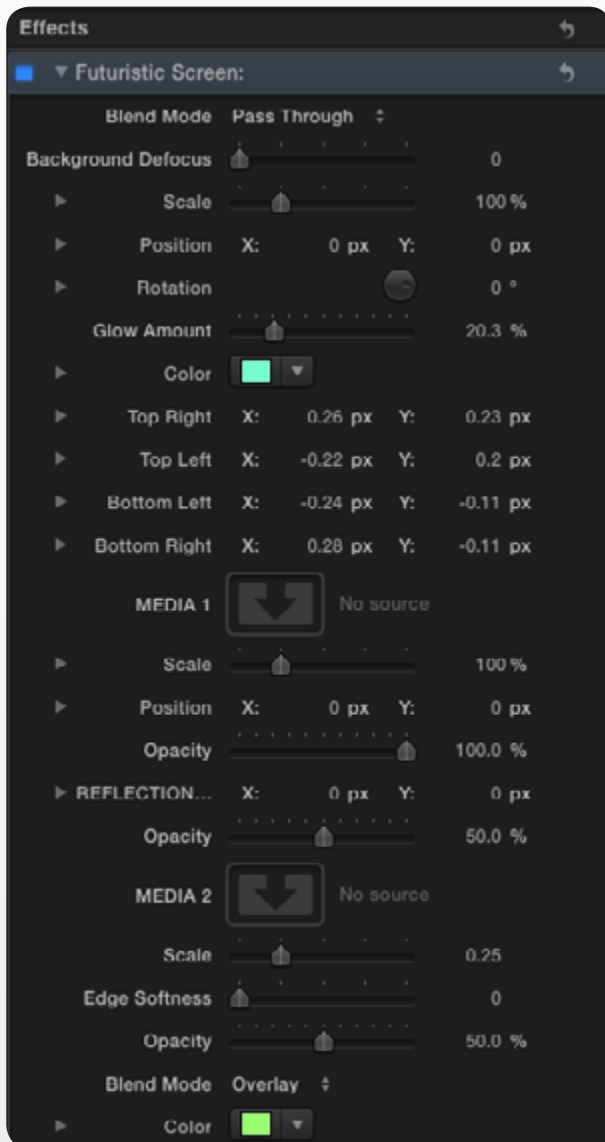 Effects
Futuristic Screen:
Blend Mode Pass Through
Background Defocus 0
Scale 100 %
Position X: 0 px Y: 0 px
Rotation 0 °
Glow Amount 20.3 %
Color
Top Right X: 0.26 px Y: 0.23 px
Top Left X: -0.22 px Y: 0.2 px
Bottom Left X: -0.24 px Y: -0.11 px
Bottom Right X: 0.28 px Y: -0.11 px
MEDIA 1 No source
Scale 100 %
Position X: 0 px Y: 0 px
Opacity 100.0 %
REFLECTION... X: 0 px Y: 0 px
Opacity 50.0 %
MEDIA 2 No source
Scale 0.25
Edge Softness 0
Opacity 50.0 %
Blend Mode Overlay
Color